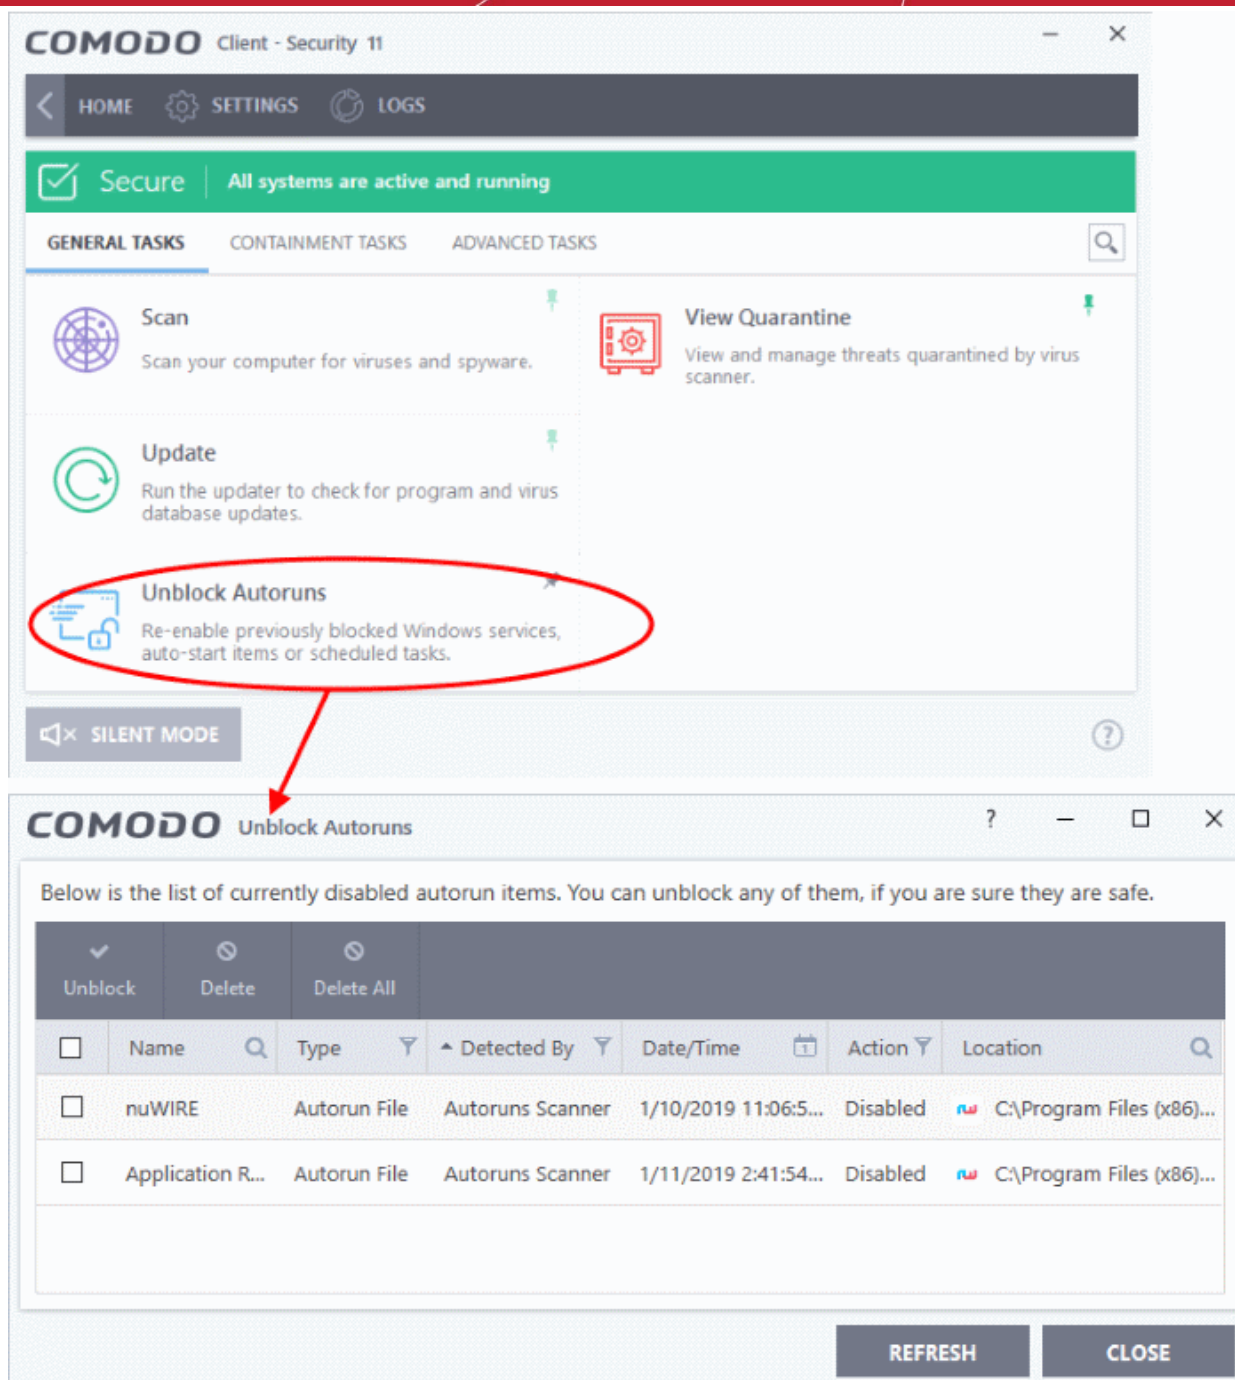 COMODO Client - Security 11
HOME SETTINGS LOGS
Secure All systems are active and running
GENERAL TASKS CONTAINMENT TASKS ADVANCED TASKS
Scan
Scan your computer for viruses and spyware.
View Quarantine
View and manage threats quarantined by virus
scanner.
Update
Run the updater to check for program and virus
database updates.
Unblock Autoruns
Re-enable previously blocked Windows services,
auto-start items or scheduled tasks.
SILENT MODE ?
COMODO Unblock Autoruns ?
Below is the list of currently disabled autorun items. You can unblock any of them, if you are sure they are safe.
Unblock Delete Delete All
Name Type Detected By Date/Time 1 Action Location
nuWIRE Autorun File Autoruns Scanner 1/10/2019 11:06:5... Disabled C:\Program Files (x86)...
Application R... Autorun File Autoruns Scanner 1/11/2019 2:41:54... Disabled C:\Program Files (x86)...
REFRESH CLOSE